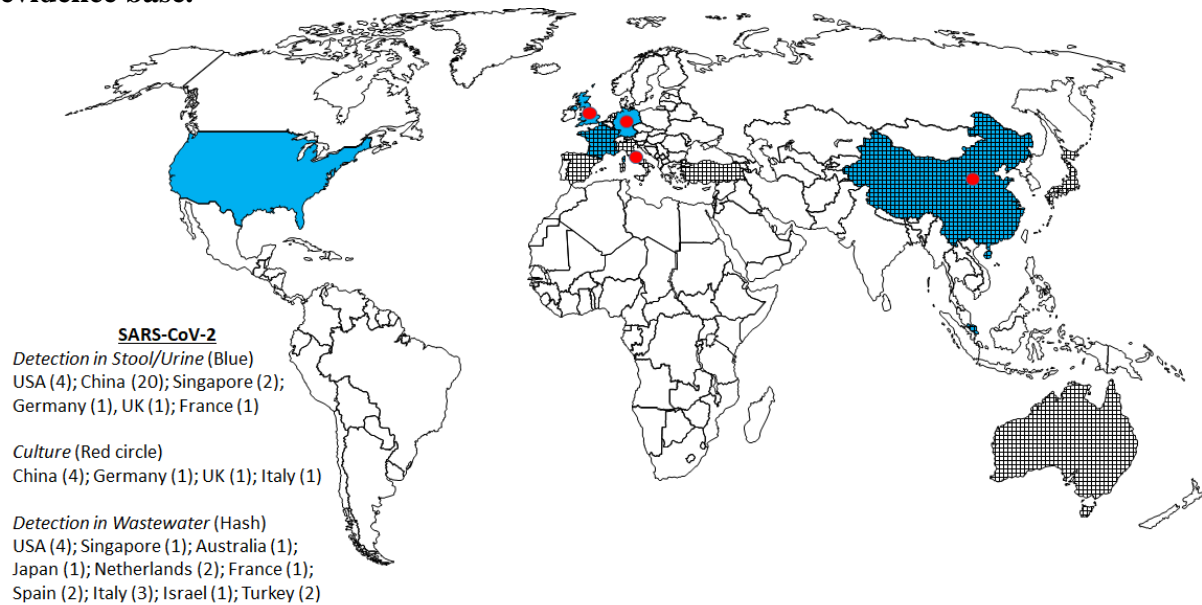 evidence base.
SARS-CoV-2
Detection in Stool/Urine (Blue)
USA (4); China (20); Singapore (2);
Germany (1), UK (1); France (1)
Culture (Red circle)
China (4); Germany (1); UK (1); Italy (1)
Detection in Wastewater (Hash)
USA (4); Singapore (1); Australia (1);
Japan (1); Netherlands (2); France (1);
Spain (2); Italy (3); Israel (1); Turkey (2)